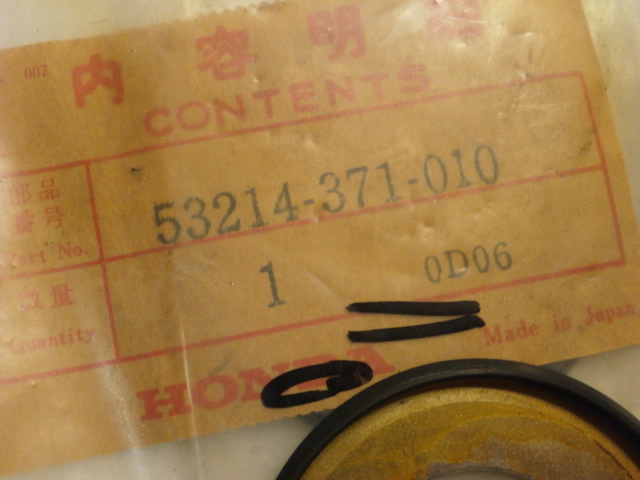 007
内容明細
CONTENTS
部品
番号
Part No.
53214-371-010
数量
Quantity
1
0D06
Made in Japan
HONDA